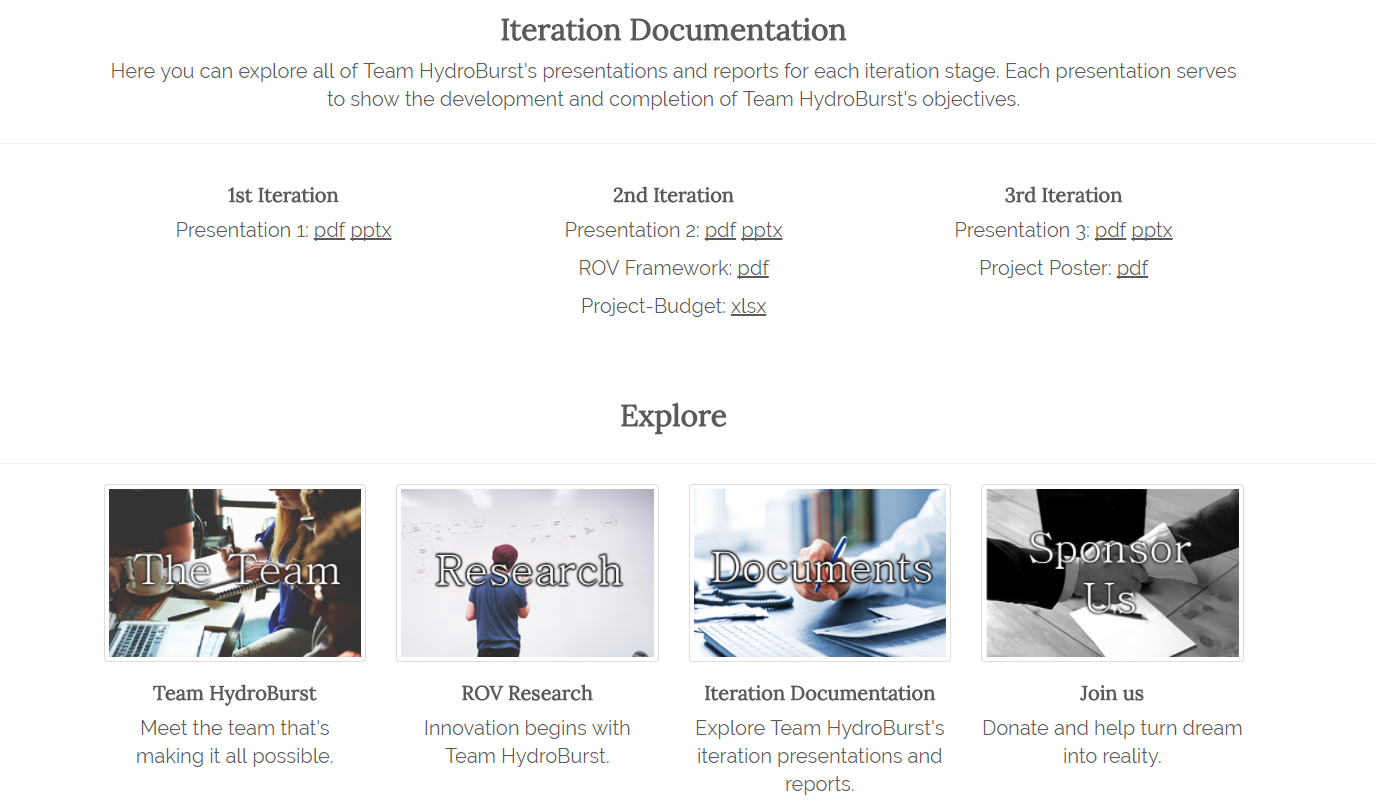 Iteration Documentation
Here you can explore all of Team HydroBurst's presentations and reports for each iteration stage. Each presentation serves
to show the development and completion of Team HydroBurst's objectives.
1st Iteration
Presentation 1: pdf pptx
2nd Iteration
Presentation 2: pdf pptx
ROV Framework: pdf
Project-Budget: xlsx
3rd Iteration
Presentation 3: pdf pptx
Project Poster: pdf
Explore
The Team
Team HydroBurst
Meet the team that's
making it all possible.
Research
ROV Research
Innovation begins with
Team HydroBurst.
Documents
Iteration Documentation
Explore Team HydroBurst's
iteration presentations and
reports.
Sponsor
Us
Join us
Donate and help turn dream
into reality.